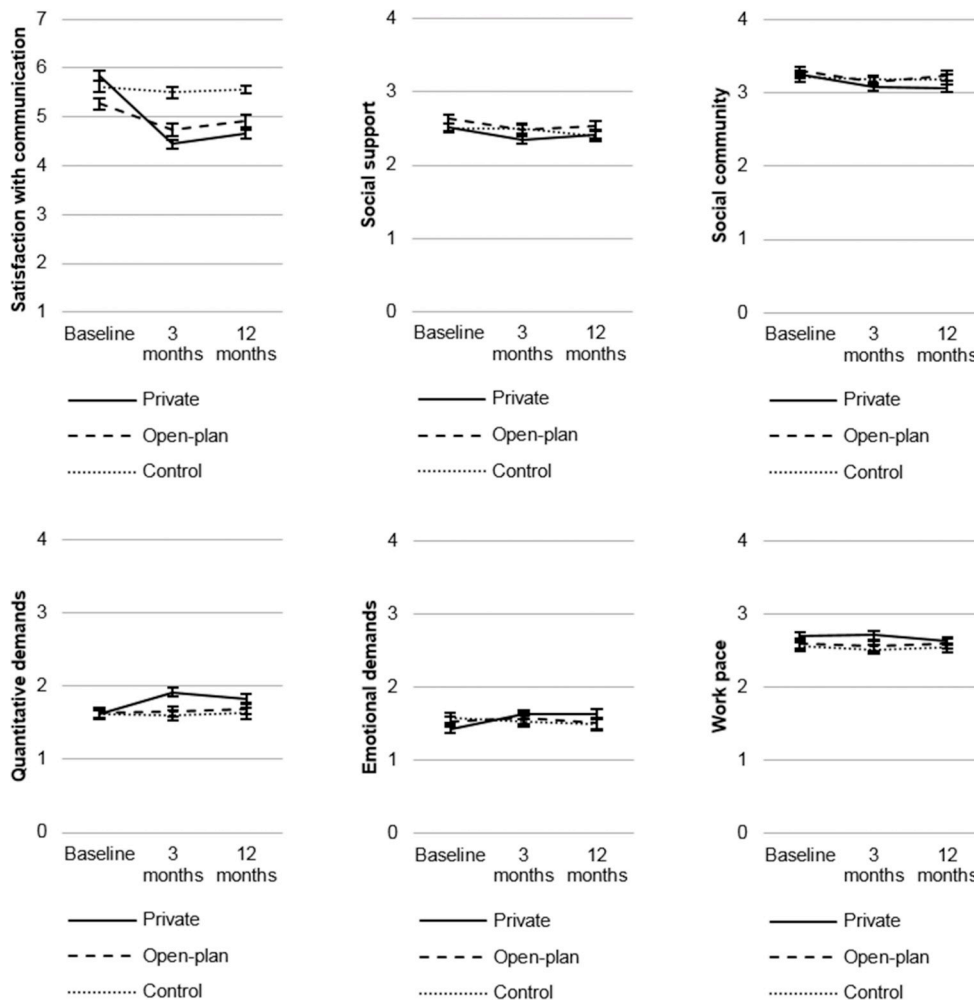 7
6
5
4
3
2
1
Satisfaction with communication
Baseline
3
months
12
months
Private
Open-plan
Control
4
3
2
1
0
Social support
Baseline
3
months
12
months
Private
Open-plan
Control
4
3
2
1
0
Social community
Baseline
3
months
12
months
Private
Open-plan
Control
4
3
2
1
0
Quantitative demands
Baseline
3
months
12
months
Private
Open-plan
Control
4
3
2
1
0
Emotional demands
Baseline
3
months
12
months
Private
Open-plan
Control
4
3
2
1
0
Work pace
Baseline
3
months
12
months
Private
Open-plan
Control